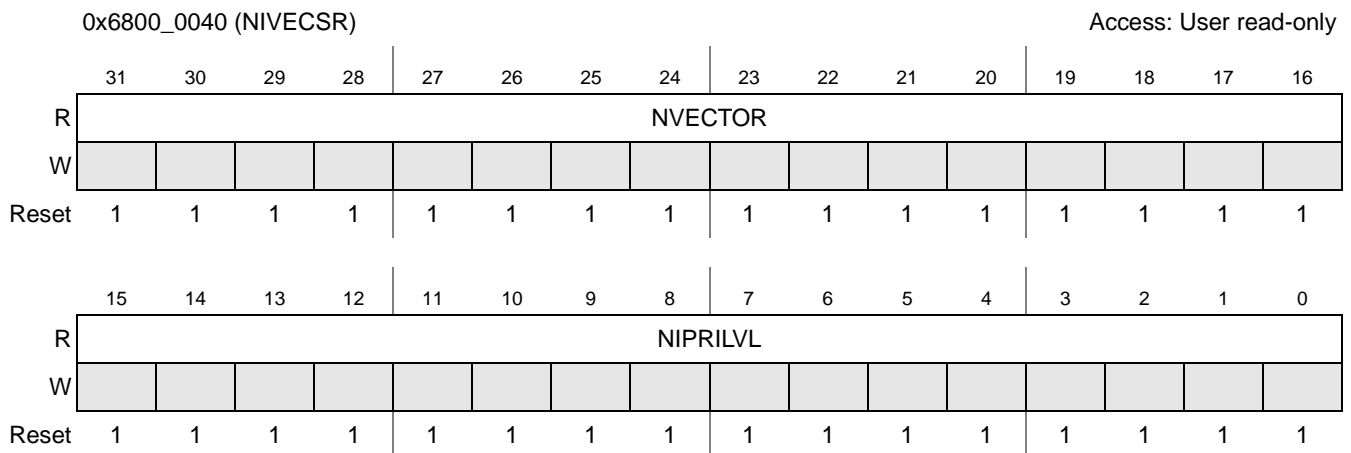 0x6800_0040 (NIVECSR) Access: User read-only
31 30 29 28 27 26 25 24 23 22 21 20 19 18 17 16
R NVECTOR
W
Reset 1 1 1 1 1 1 1 1 1 1 1 1 1 1 1 1
15 14 13 12 11 10 9 8 7 6 5 4 3 2 1 0
R NIPRILVL
W
Reset 1 1 1 1 1 1 1 1 1 1 1 1 1 1 1 1